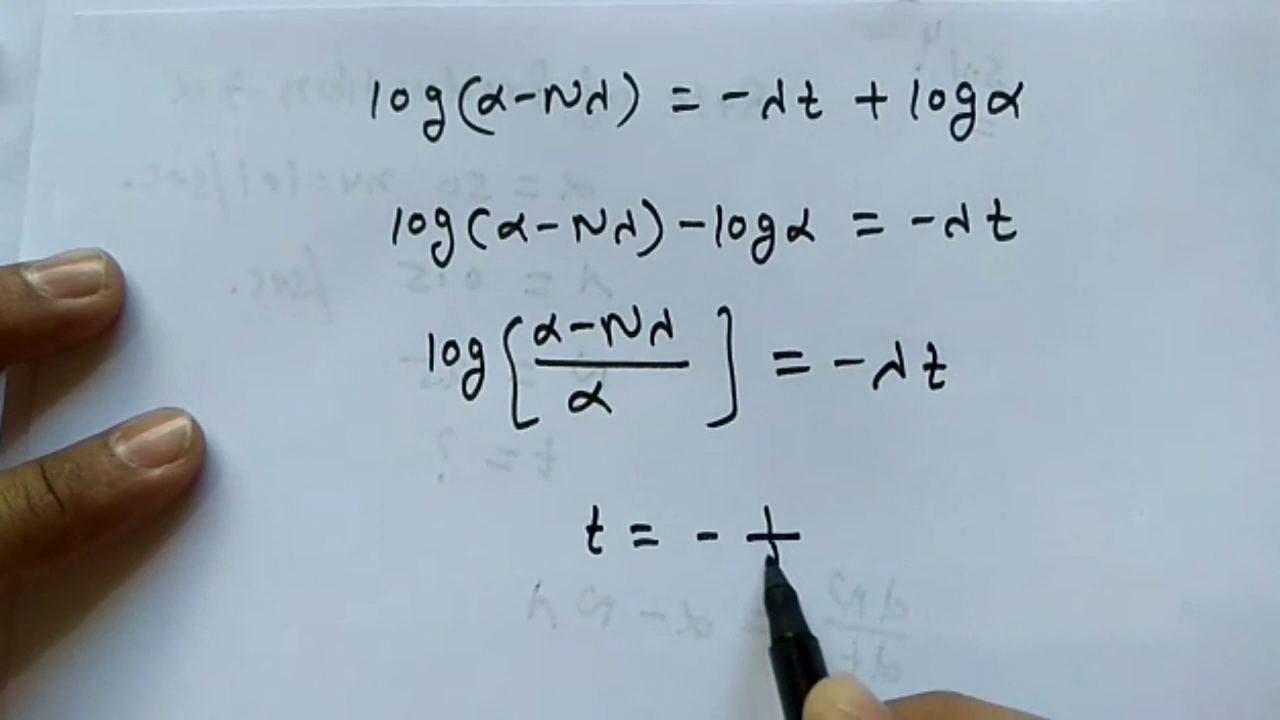 log(α-Nλ) = -λt + logα
log(α-Nλ) - logα = -λt
log[(α-Nλ)/α] = -λt
t = - 1/